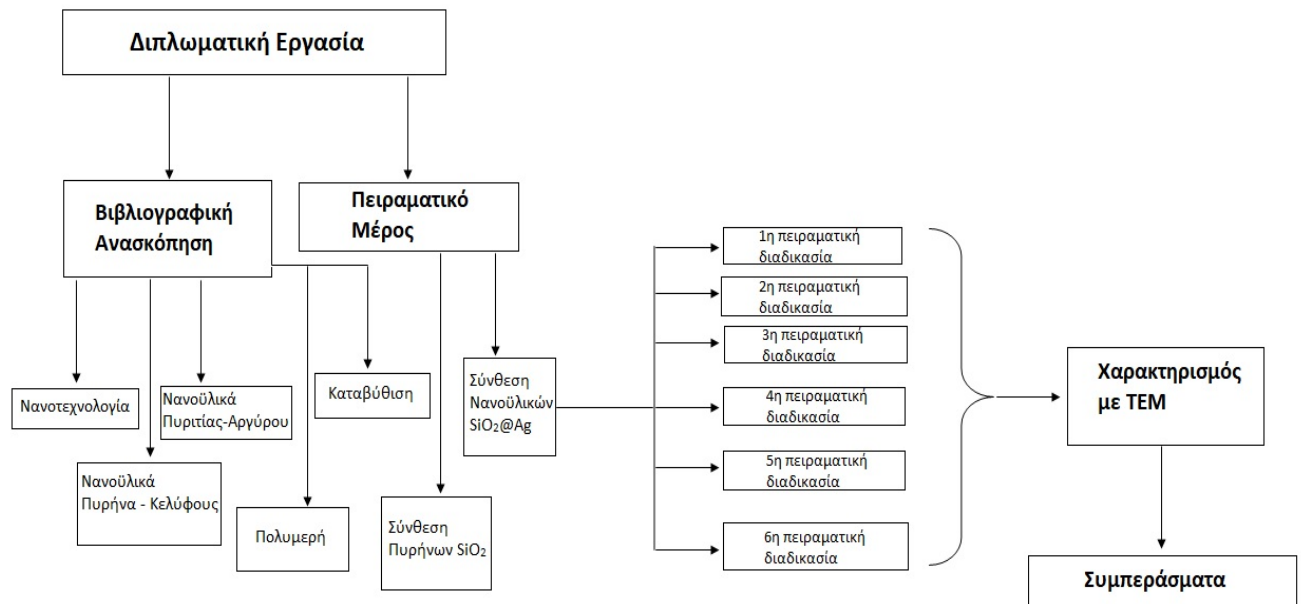 Διπλωματική Εργασία
Βιβλιογραφική
Ανασκόπηση
Πειραματικό
Μέρος
Νανοτεχνολογία
Νανοϋλικά
Πυρήνα - Κελύφους
Νανοϋλικά
Πυριτίας-Αργύρου
Πολυμερή
Καταβύθιση
Σύνθεση
Πυρήνων SiO₂
Σύνθεση
Νανοϋλικών
SiO₂@Ag
1η πειραματική
διαδικασία
2η πειραματική
διαδικασία
3η πειραματική
διαδικασία
4η πειραματική
διαδικασία
5η πειραματική
διαδικασία
6η πειραματική
διαδικασία
Χαρακτηρισμός
με ΤΕΜ
Συμπεράσματα